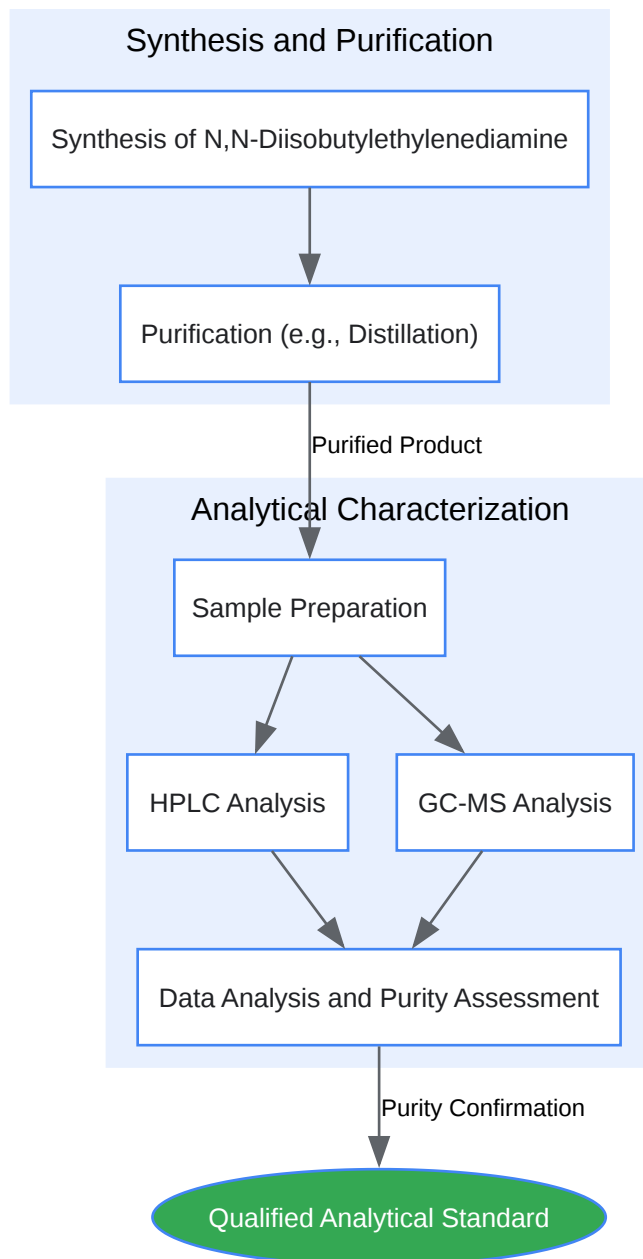 Synthesis and Purification
Synthesis of N,N-Diisobutylethylenediamine
Purification (e.g., Distillation)
Purified Product
Analytical Characterization
Sample Preparation
HPLC Analysis
GC-MS Analysis
Data Analysis and Purity Assessment
Purity Confirmation
Qualified Analytical Standard